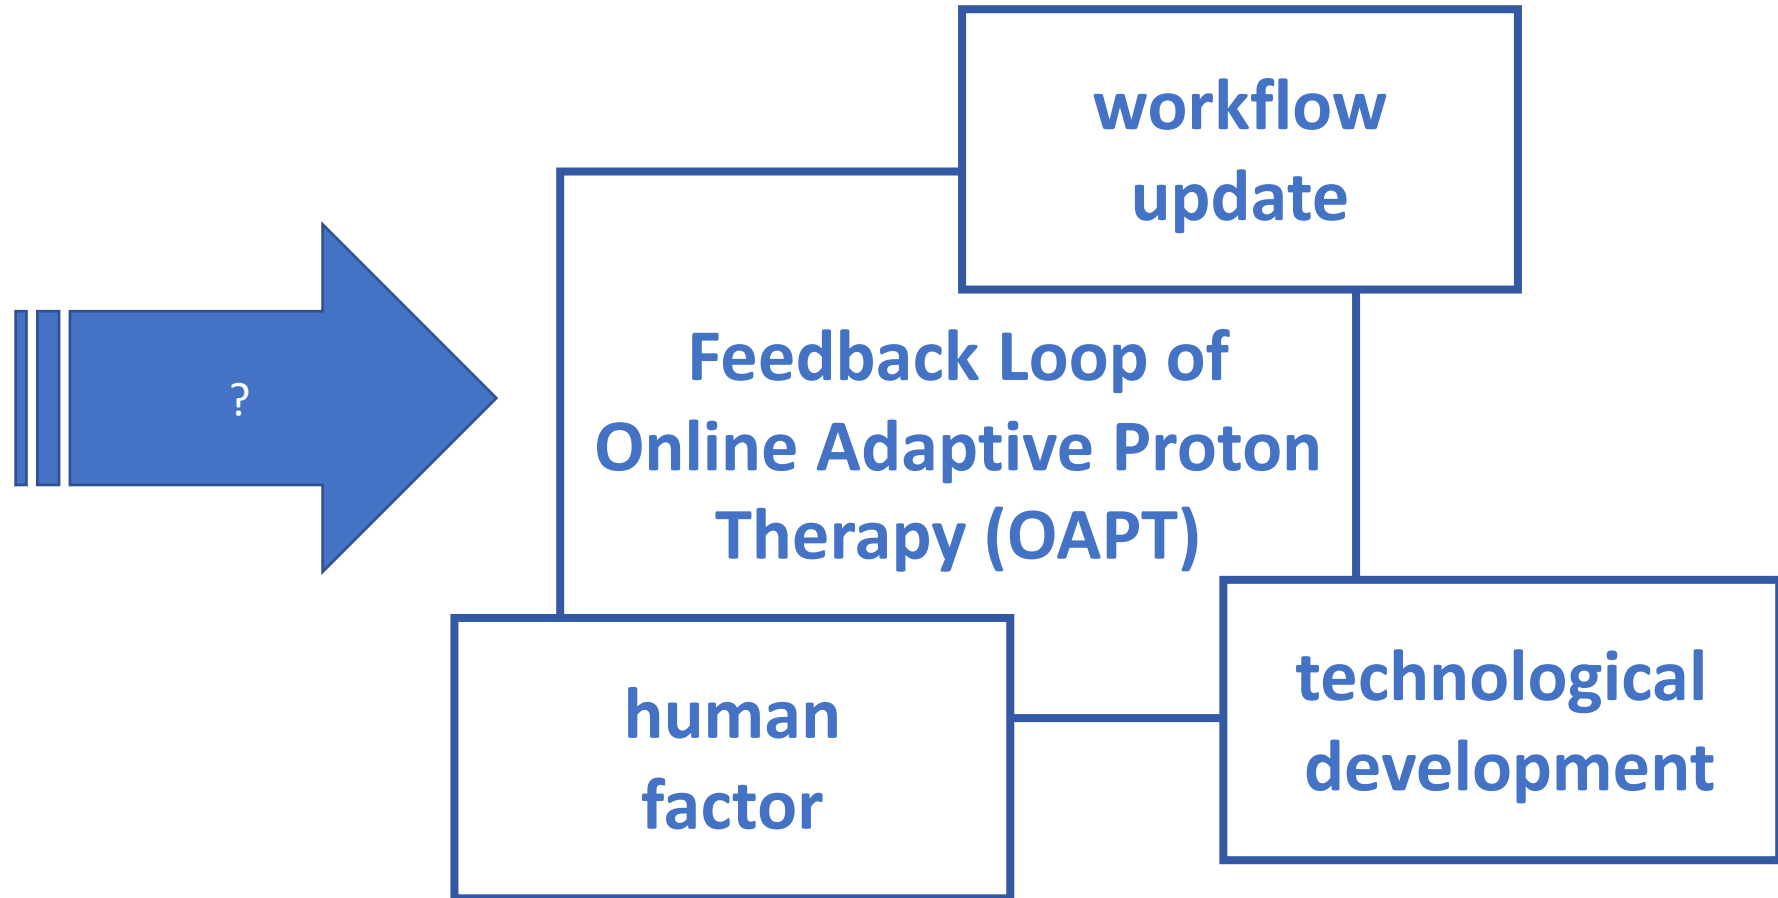 workflow
update
?
Feedback Loop of
Online Adaptive Proton
Therapy (OAPT)
human
factor
technological
development